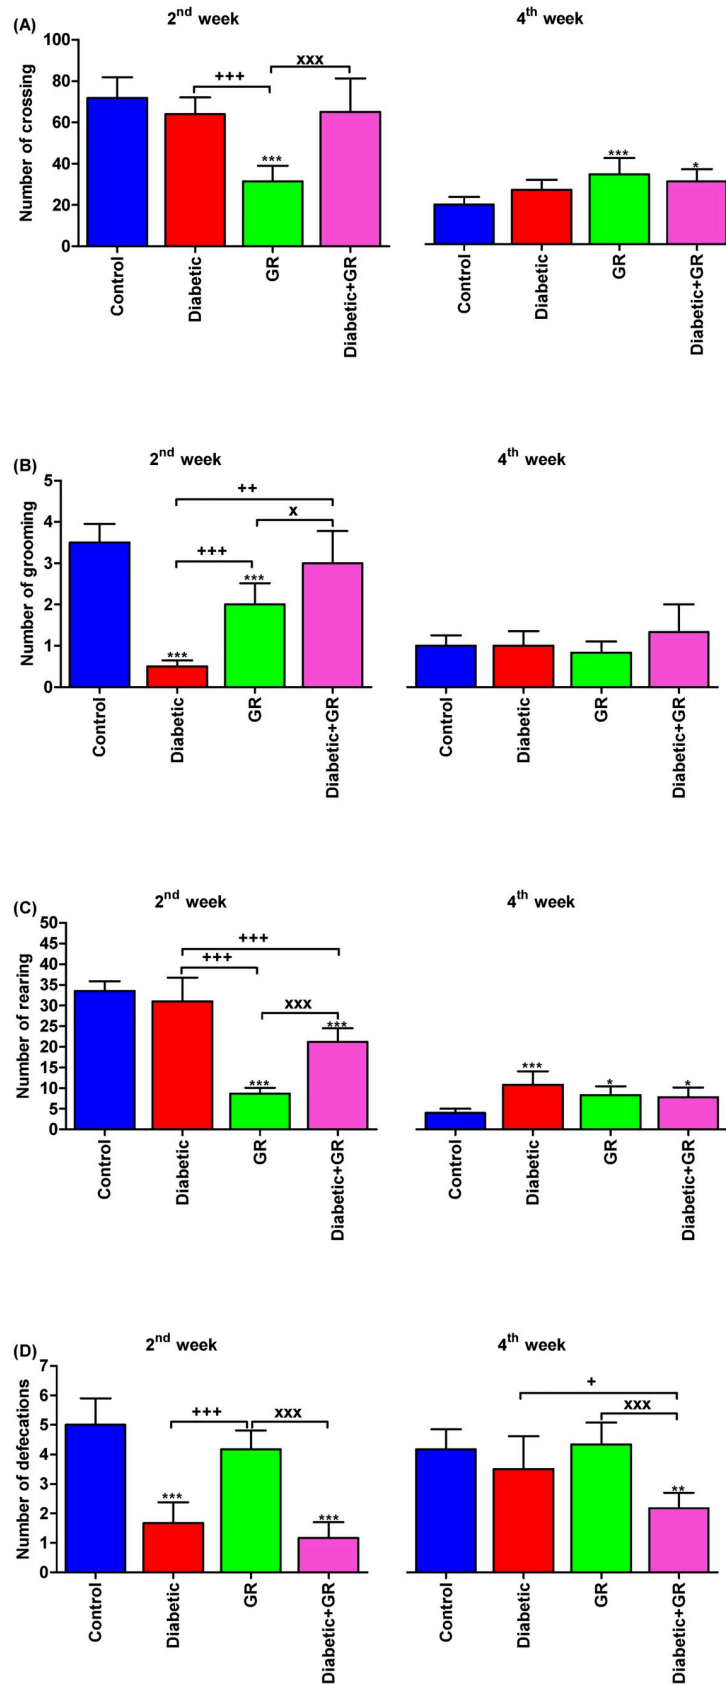 (A)
2nd week
4th week
Number of crossing
100
80
60
40
20
0
+++
xxx
***
***
*
Control
Diabetic
GR
Diabetic+GR
Control
Diabetic
GR
Diabetic+GR
(B)
2nd week
4th week
Number of grooming
5
4
3
2
1
0
++
x
+++
***
***
Control
Diabetic
GR
Diabetic+GR
Control
Diabetic
GR
Diabetic+GR
(C)
2nd week
4th week
Number of rearing
50
45
40
35
30
25
20
15
10
5
0
+++
+++
xxx
***
***
***
*
*
Control
Diabetic
GR
Diabetic+GR
Control
Diabetic
GR
Diabetic+GR
(D)
2nd week
4th week
Number of defecations
7
6
5
4
3
2
1
0
+++
xxx
***
***
+
xxx
**
Control
Diabetic
GR
Diabetic+GR
Control
Diabetic
GR
Diabetic+GR